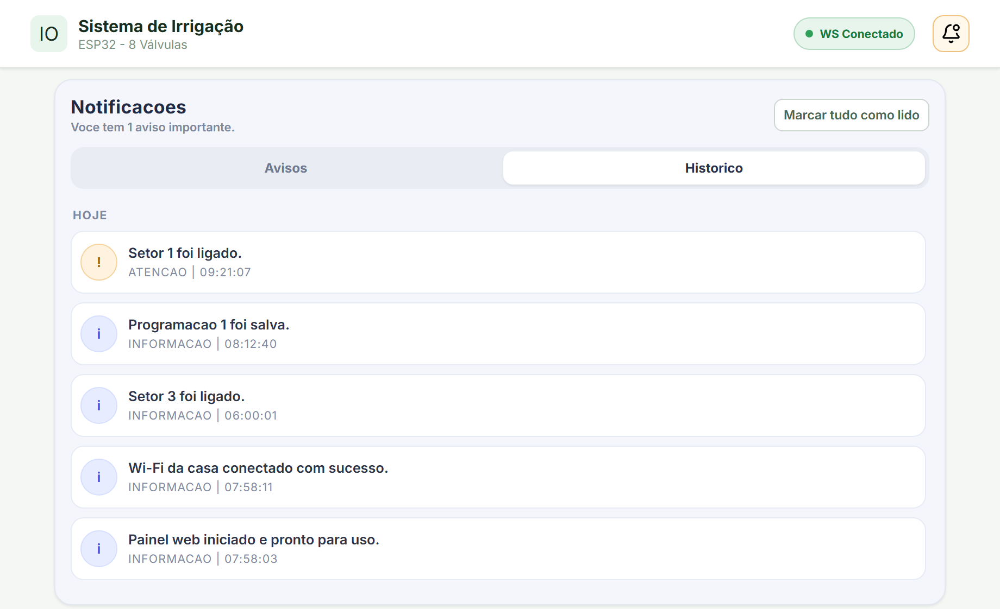 IO
Sistema de Irrigação
ESP32 - 8 Válvulas
WS Conectado
Notificacoes
Voce tem 1 aviso importante.
Marcar tudo como lido
Avisos
Historico
HOJE
!
Setor 1 foi ligado.
ATENCAO | 09:21:07
i
Programacao 1 foi salva.
INFORMACAO | 08:12:40
i
Setor 3 foi ligado.
INFORMACAO | 06:00:01
i
Wi-Fi da casa conectado com sucesso.
INFORMACAO | 07:58:11
i
Painel web iniciado e pronto para uso.
INFORMACAO | 07:58:03